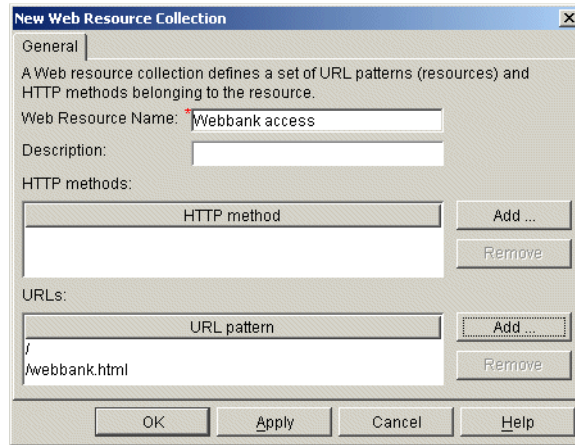 New Web Resource Collection
General
A Web resource collection defines a set of URL patterns (resources) and
HTTP methods belonging to the resource.
Web Resource Name: *Webbank access
Description:
HTTP methods:
HTTP method
Add ...
Remove
URLs:
URL pattern
Add ...
/
/webbank.html
Remove
OK Apply Cancel Help